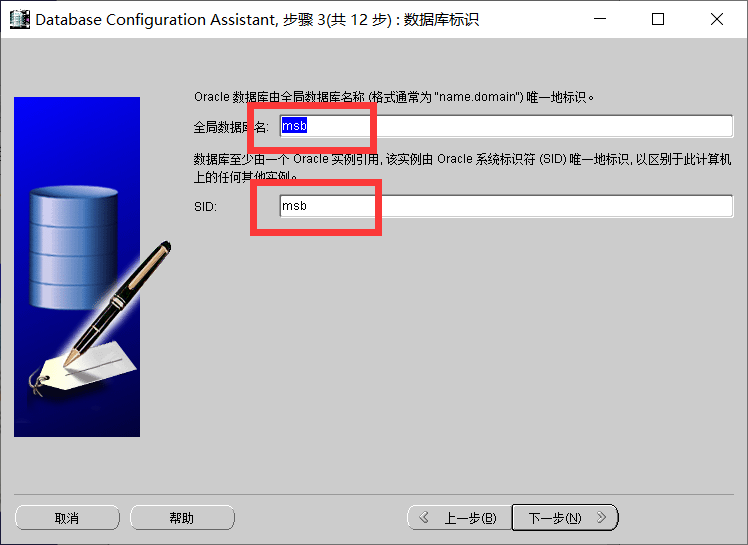 Database Configuration Assistant, 步骤 3(共 12 步) : 数据库标识
Oracle 数据库由全局数据库名称 (格式通常为 "name.domain") 唯一地标识。
全局数据库名: msb
数据库至少由一个 Oracle 实例引用, 该实例由 Oracle 系统标识符 (SID) 唯一地标识, 以区别于此计算机
上的任何其他实例。
SID: msb
取消 帮助 上一步(B) 下一步(N)